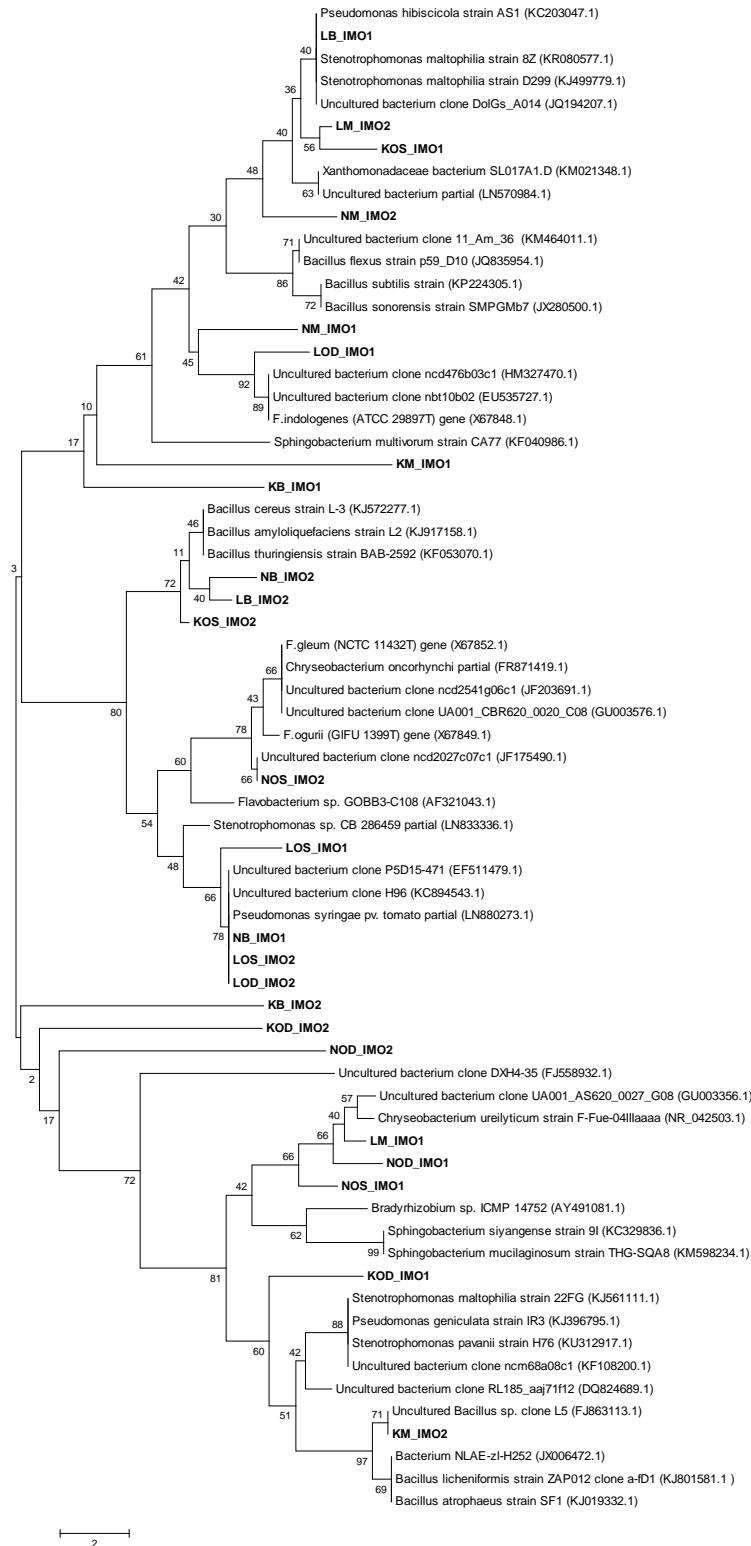 Pseudomonas hibiscicola strain AS1 (KC203047.1)
LB_IMO1
40
Stenotrophomonas maltophilia strain 8Z (KR080577.1)
Stenotrophomonas maltophilia strain D299 (KJ499779.1)
36
Uncultured bacterium clone DolGs_A014 (JQ194207.1)
LM_IMO2
40
56
KOS_IMO1
Xanthomonadaceae bacterium SL017A1.D (KM021348.1)
48
63
Uncultured bacterium partial (LN570984.1)
NM_IMO2
30
Uncultured bacterium clone 11_Am_36 (KM464011.1)
71
Bacillus flexus strain p59_D10 (JQ835954.1)
86
Bacillus subtilis strain (KP224305.1)
42
72
Bacillus sonorensis strain SMPGMb7 (JX280500.1)
NM_IMO1
61
45
LOD_IMO1
Uncultured bacterium clone ncd476b03c1 (HM327470.1)
92
Uncultured bacterium clone nbt10b02 (EU535727.1)
10
89
F.indologenes (ATCC 29897T) gene (X67848.1)
17
Sphingobacterium multivorum strain CA77 (KF040986.1)
KM_IMO1
KB_IMO1
Bacillus cereus strain L-3 (KJ572277.1)
46
Bacillus amyloliquefaciens strain L2 (KJ917158.1)
11
Bacillus thuringiensis strain BAB-2592 (KF053070.1)
3
NB_IMO2
72
40
LB_IMO2
KOS_IMO2
F.gleum (NCTC 11432T) gene (X67852.1)
66
Chryseobacterium oncorhynchi partial (FR871419.1)
Uncultured bacterium clone ncd2541g06c1 (JF203691.1)
43
80
Uncultured bacterium clone UA001_CBR620_0020_C08 (GU003576.1)
78
F.ogurii (GIFU 1399T) gene (X67849.1)
Uncultured bacterium clone ncd2027c07c1 (JF175490.1)
60
66
NOS_IMO2
Flavobacterium sp. GOBB3-C108 (AF321043.1)
54
Stenotrophomonas sp. CB 286459 partial (LN833336.1)
LOS_IMO1
48
Uncultured bacterium clone P5D15-471 (EF511479.1)
66
Uncultured bacterium clone H96 (KC894543.1)
Pseudomonas syringae pv. tomato partial (LN880273.1)
78
NB_IMO1
LOS_IMO2
LOD_IMO2
KB_IMO2
KOD_IMO2
NOD_IMO2
2
Uncultured bacterium clone DXH4-35 (FJ558932.1)
Uncultured bacterium clone UA001_AS620_0027_G08 (GU003356.1)
57
17
40
Chryseobacterium ureilyticum strain F-Fue-04IIIaaaa (NR_042503.1)
66
LM_IMO1
NOD_IMO1
66
72
NOS_IMO1
42
Bradyrhizobium sp. ICMP 14752 (AY491081.1)
62
Sphingobacterium siyangense strain 9I (KC329836.1)
99
Sphingobacterium mucilaginosum strain THG-SQA8 (KM598234.1)
81
KOD_IMO1
Stenotrophomonas maltophilia strain 22FG (KJ561111.1)
88
Pseudomonas geniculata strain IR3 (KJ396795.1)
60
Stenotrophomonas pavanii strain H76 (KU312917.1)
42
Uncultured bacterium clone ncm68a08c1 (KF108200.1)
Uncultured bacterium clone RL185_aaj71f12 (DQ824689.1)
51
Uncultured Bacillus sp. clone L5 (FJ863113.1)
71
KM_IMO2
97
Bacterium NLAE-zl-H252 (JX006472.1)
Bacillus licheniformis strain ZAP012 clone a-fD1 (KJ801581.1 )
69
Bacillus atrophaeus strain SF1 (KJ019332.1)
2